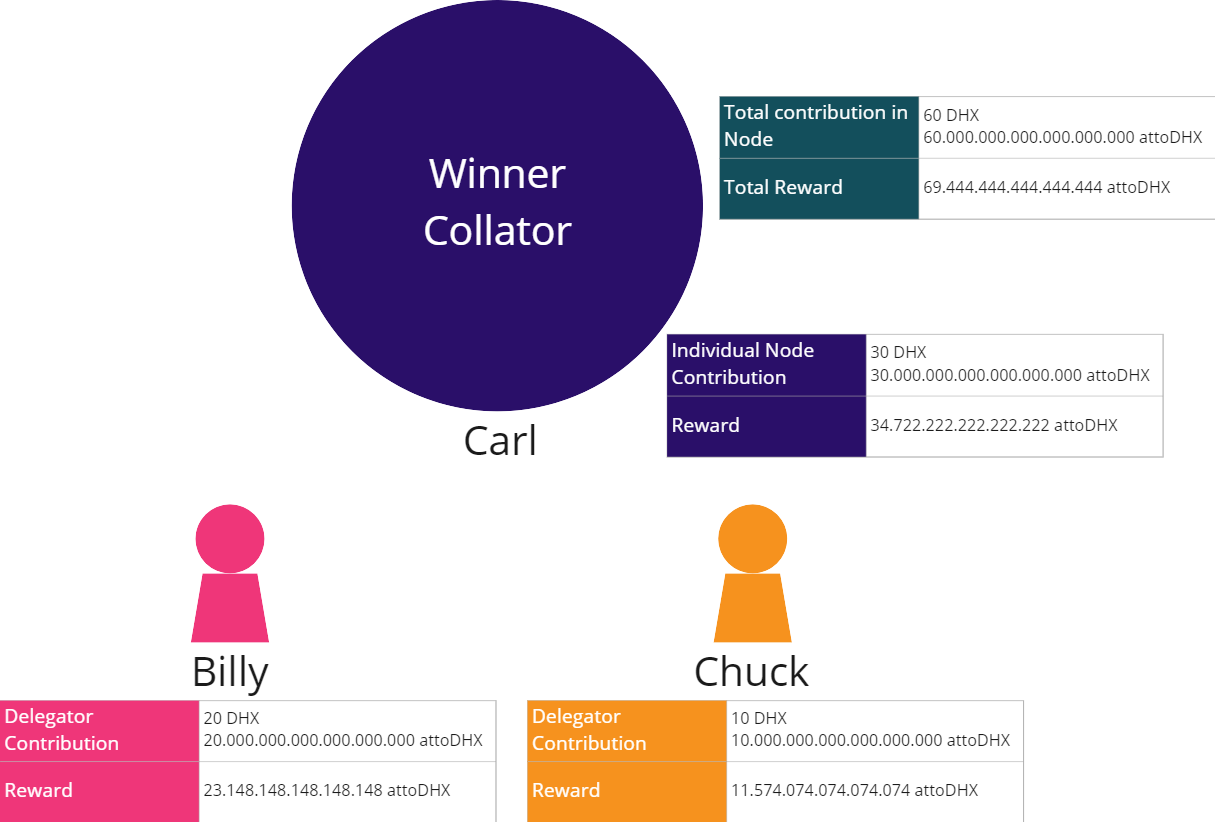 Winner
Collator
Total contribution in
Node
60 DHX
60.000.000.000.000.000.000 attoDHX
Total Reward
69.444.444.444.444.444 attoDHX
Individual Node
Contribution
30 DHX
30.000.000.000.000.000.000 attoDHX
Reward
34.722.222.222.222.222 attoDHX
Carl
Billy
Delegator
Contribution
20 DHX
20.000.000.000.000.000.000 attoDHX
Reward
23.148.148.148.148.148 attoDHX
Chuck
Delegator
Contribution
10 DHX
10.000.000.000.000.000.000 attoDHX
Reward
11.574.074.074.074.074 attoDHX